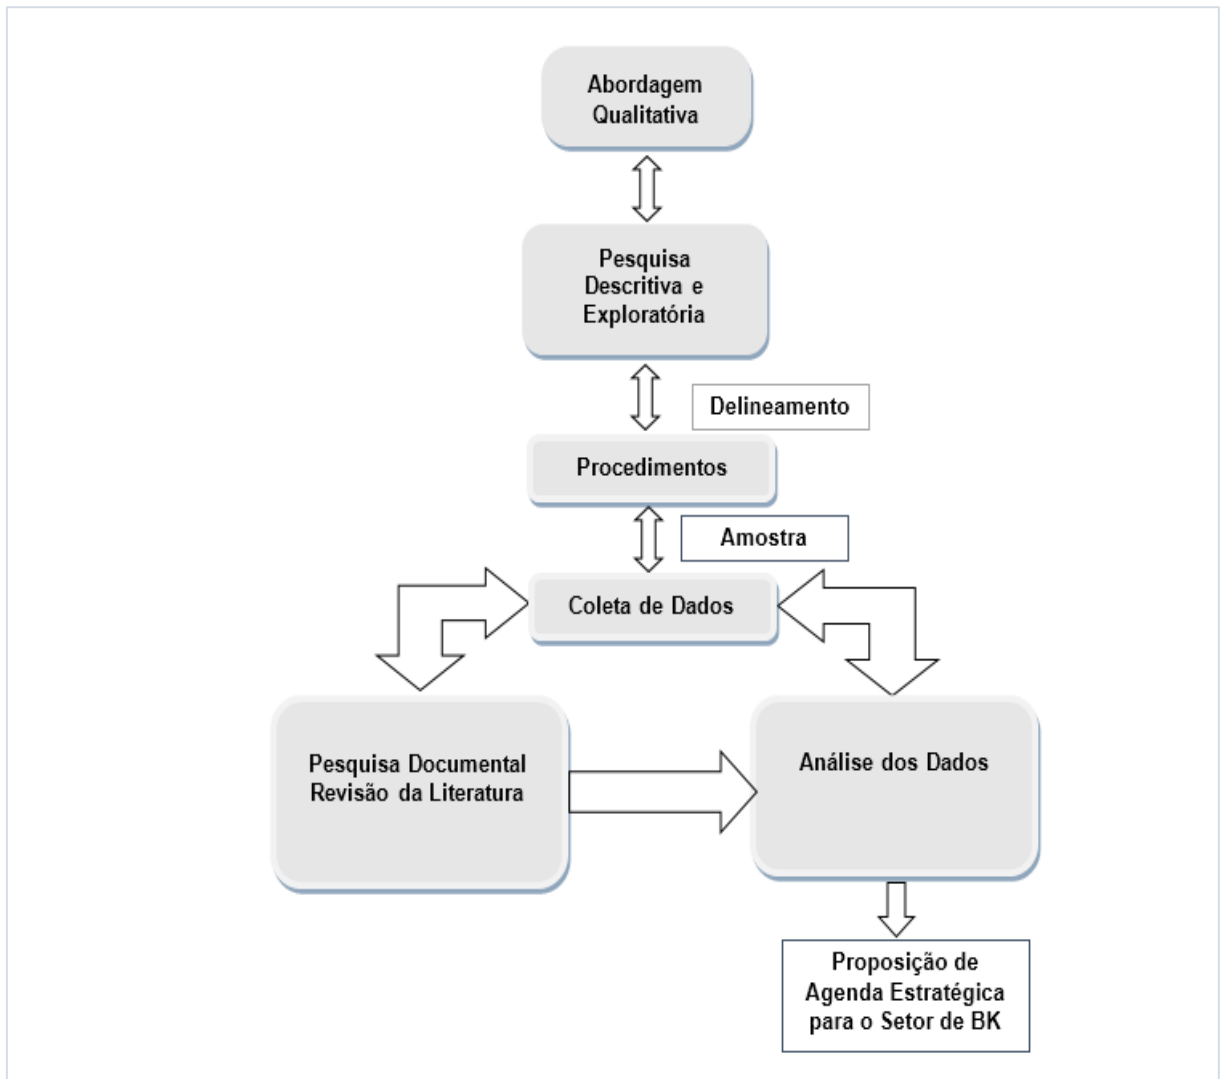 Abordagem
Qualitativa
Pesquisa
Descritiva e
Exploratória
Delineamento
Procedimentos
Amostra
Coleta de Dados
Pesquisa Documental
Revisão da Literatura
Análise dos Dados
Proposição de
Agenda Estratégica
para o Setor de BK